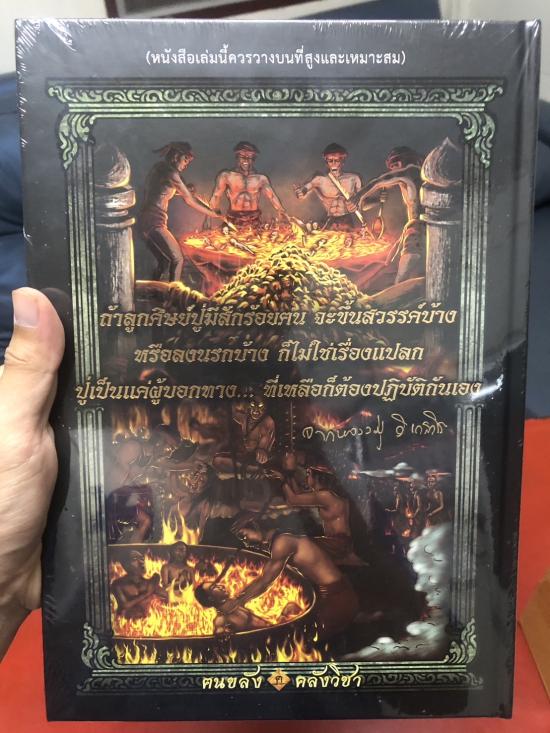 (หนังสือเล่มนี้ควรวางบนที่สูงและเหมาะสม)
ถ้าลูกศิษย์ปู่มีสักร้อยคน จะขึ้นสวรรค์บ้าง
หรือลงนรกบ้าง ก็ไม่ใช่เรื่องแปลก
ปู่เป็นแค่ผู้บอกทาง... ที่เหลือก็ต้องปฏิบัติกันเอง
คนขลัง ค คลังวิชา